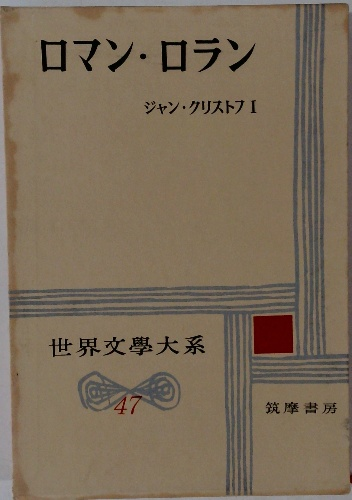 ロマン・ロラン
ジャン・クリストフ I
世界文學大系
47
筑摩書房